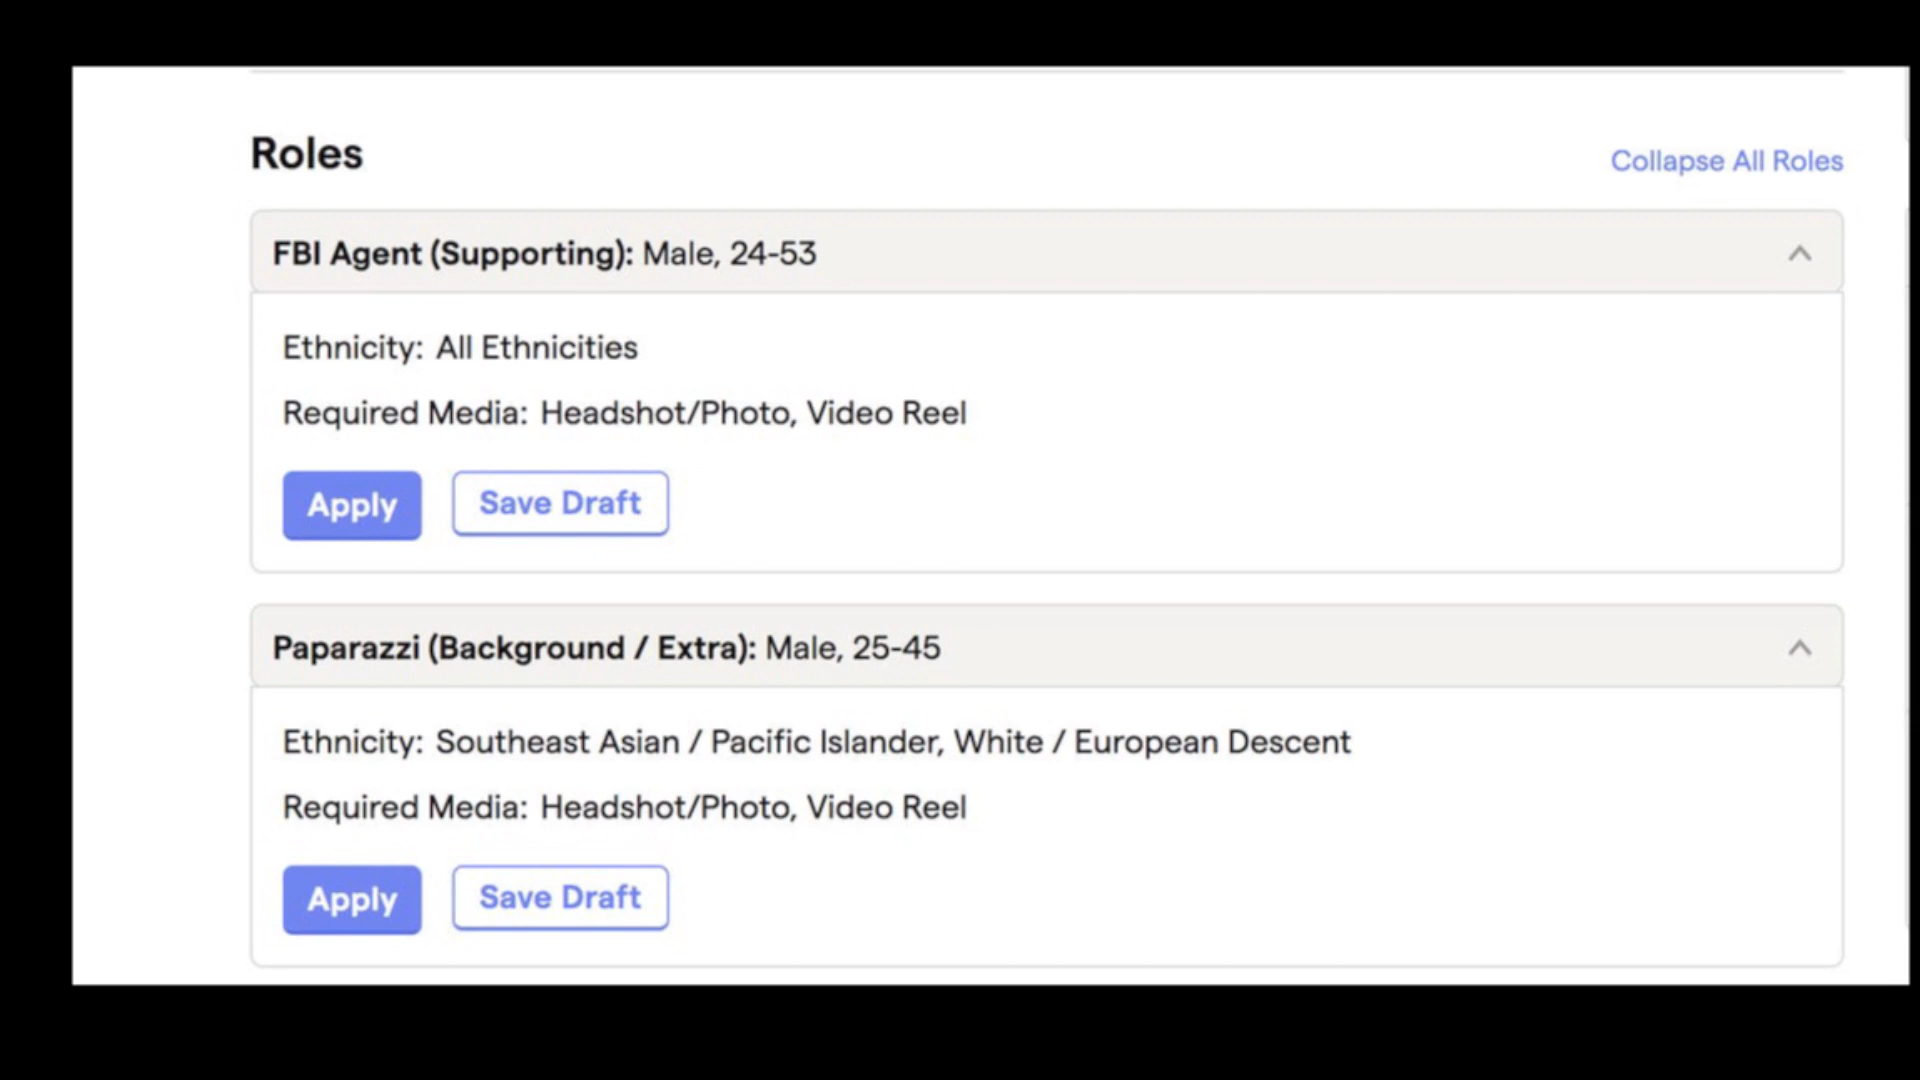 Roles
Collapse All Roles
FBI Agent (Supporting): Male, 24-53
Ethnicity: All Ethnicities
Required Media: Headshot/Photo, Video Reel
Apply
Save Draft
Paparazzi (Background / Extra): Male, 25-45
Ethnicity: Southeast Asian / Pacific Islander, White / European Descent
Required Media: Headshot/Photo, Video Reel
Apply
Save Draft